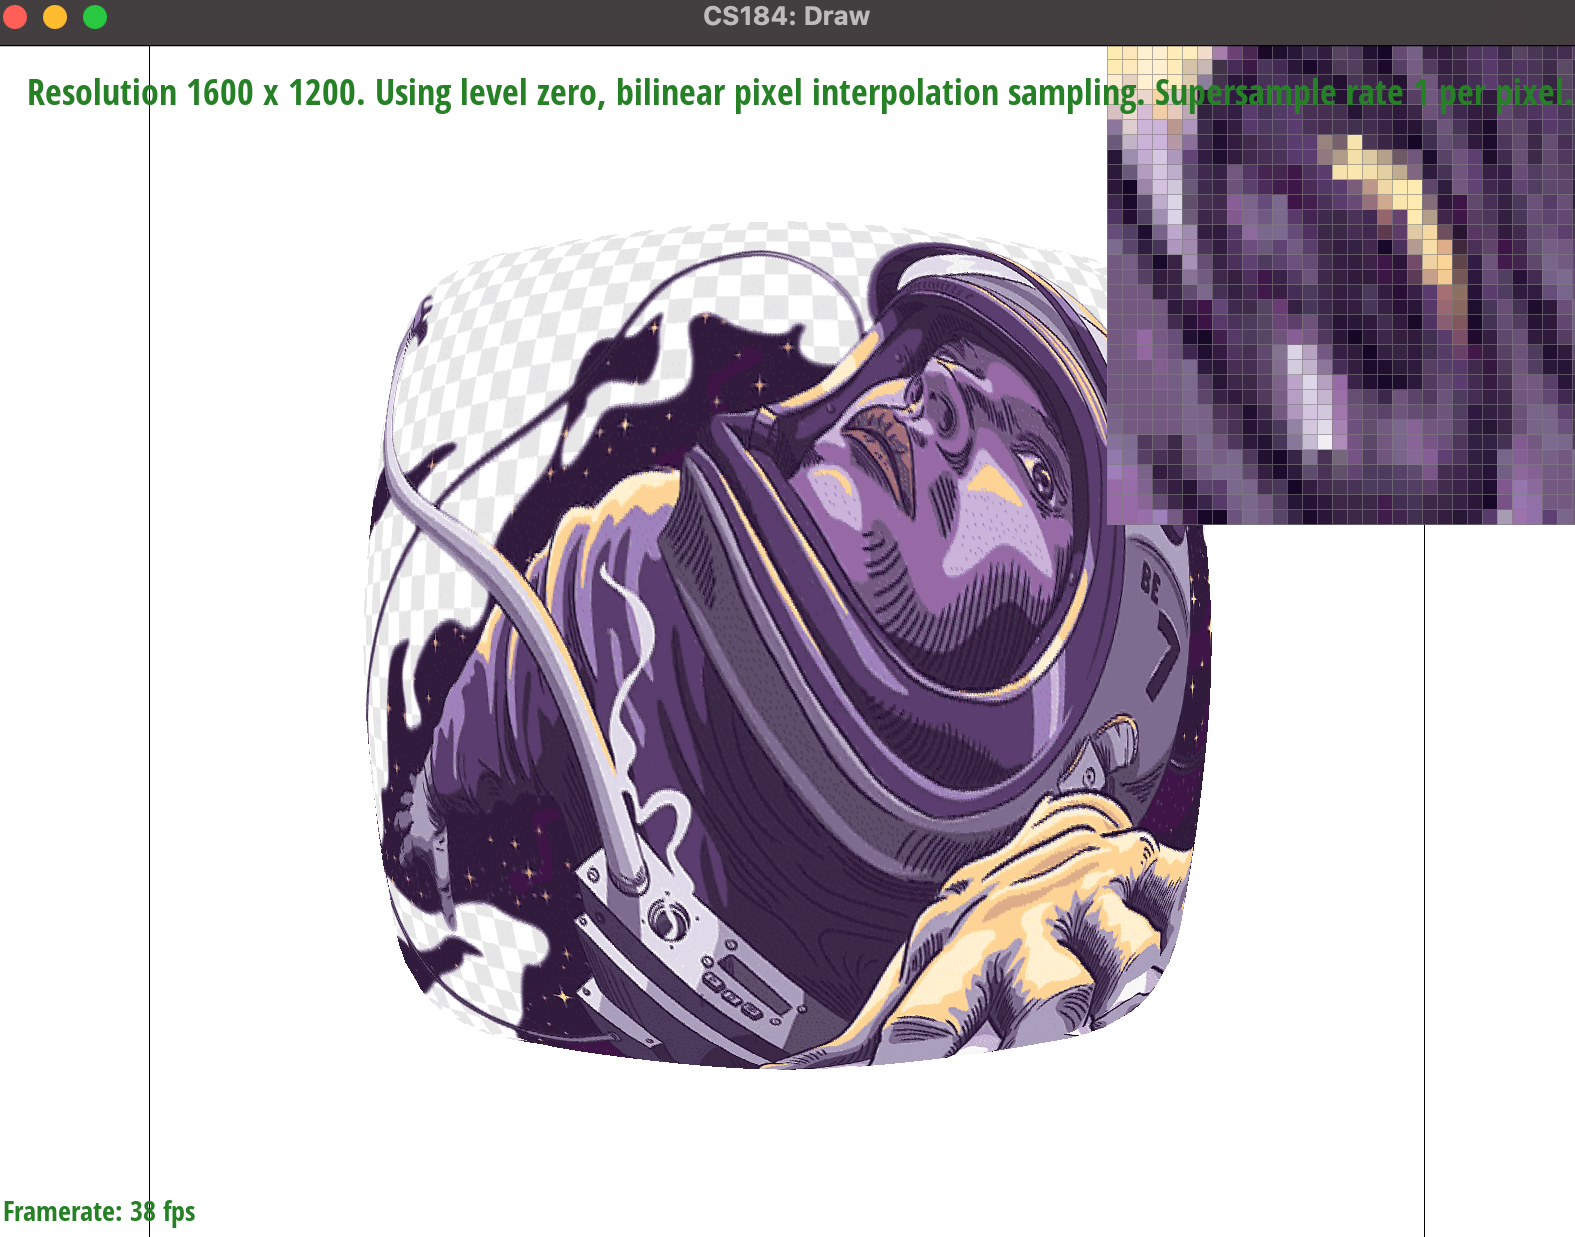 CS184: Draw
Resolution 1600 x 1200. Using level zero, bilinear pixel interpolation sampling. Supersample rate 1 per pixel.
BE
7
Framerate: 38 fps